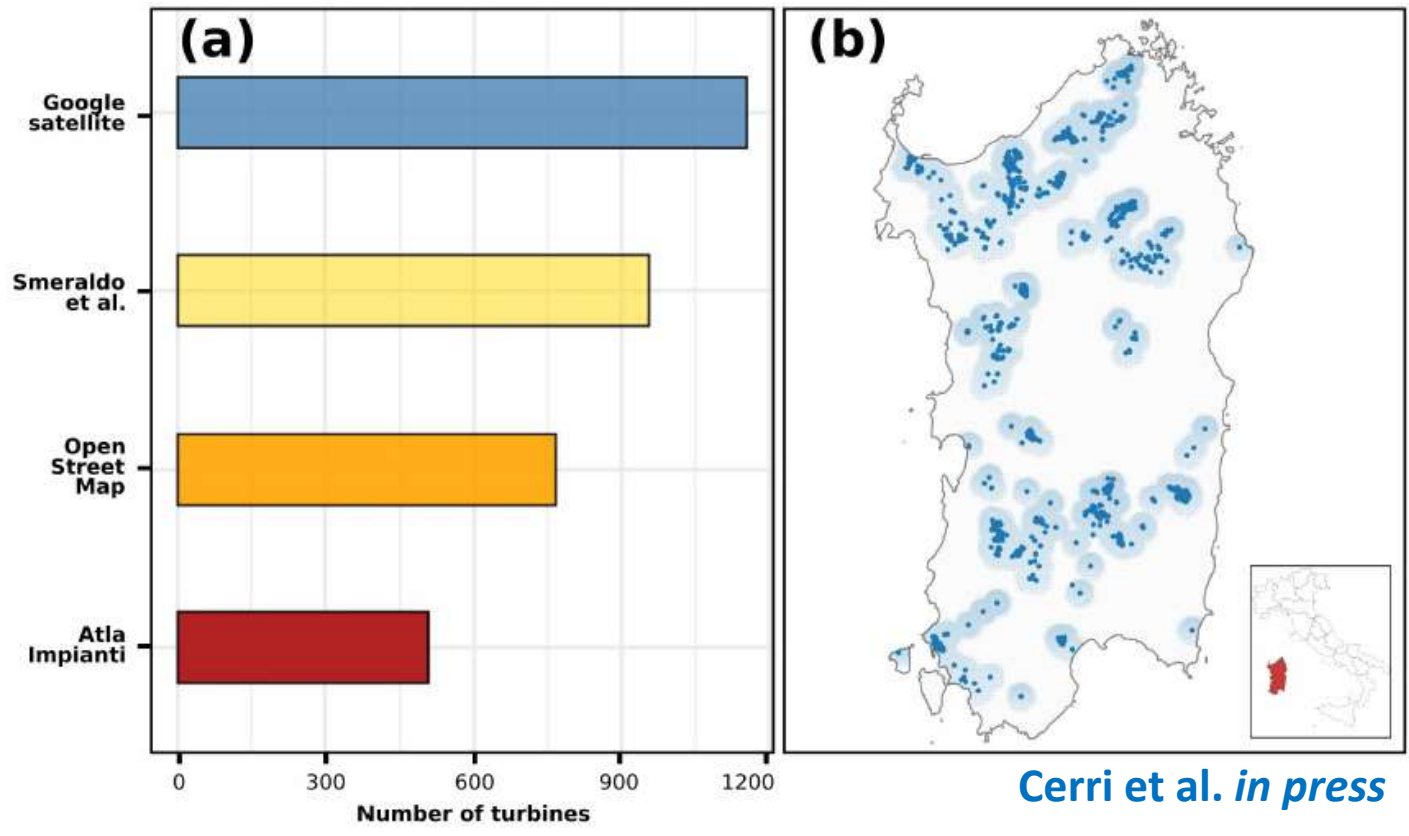 (a)
Google
satellite
Smeraldo
et al.
Open
Street
Map
Atla
Impianti
0 300 600 900 1200
Number of turbines
(b)
Cerri et al. in press